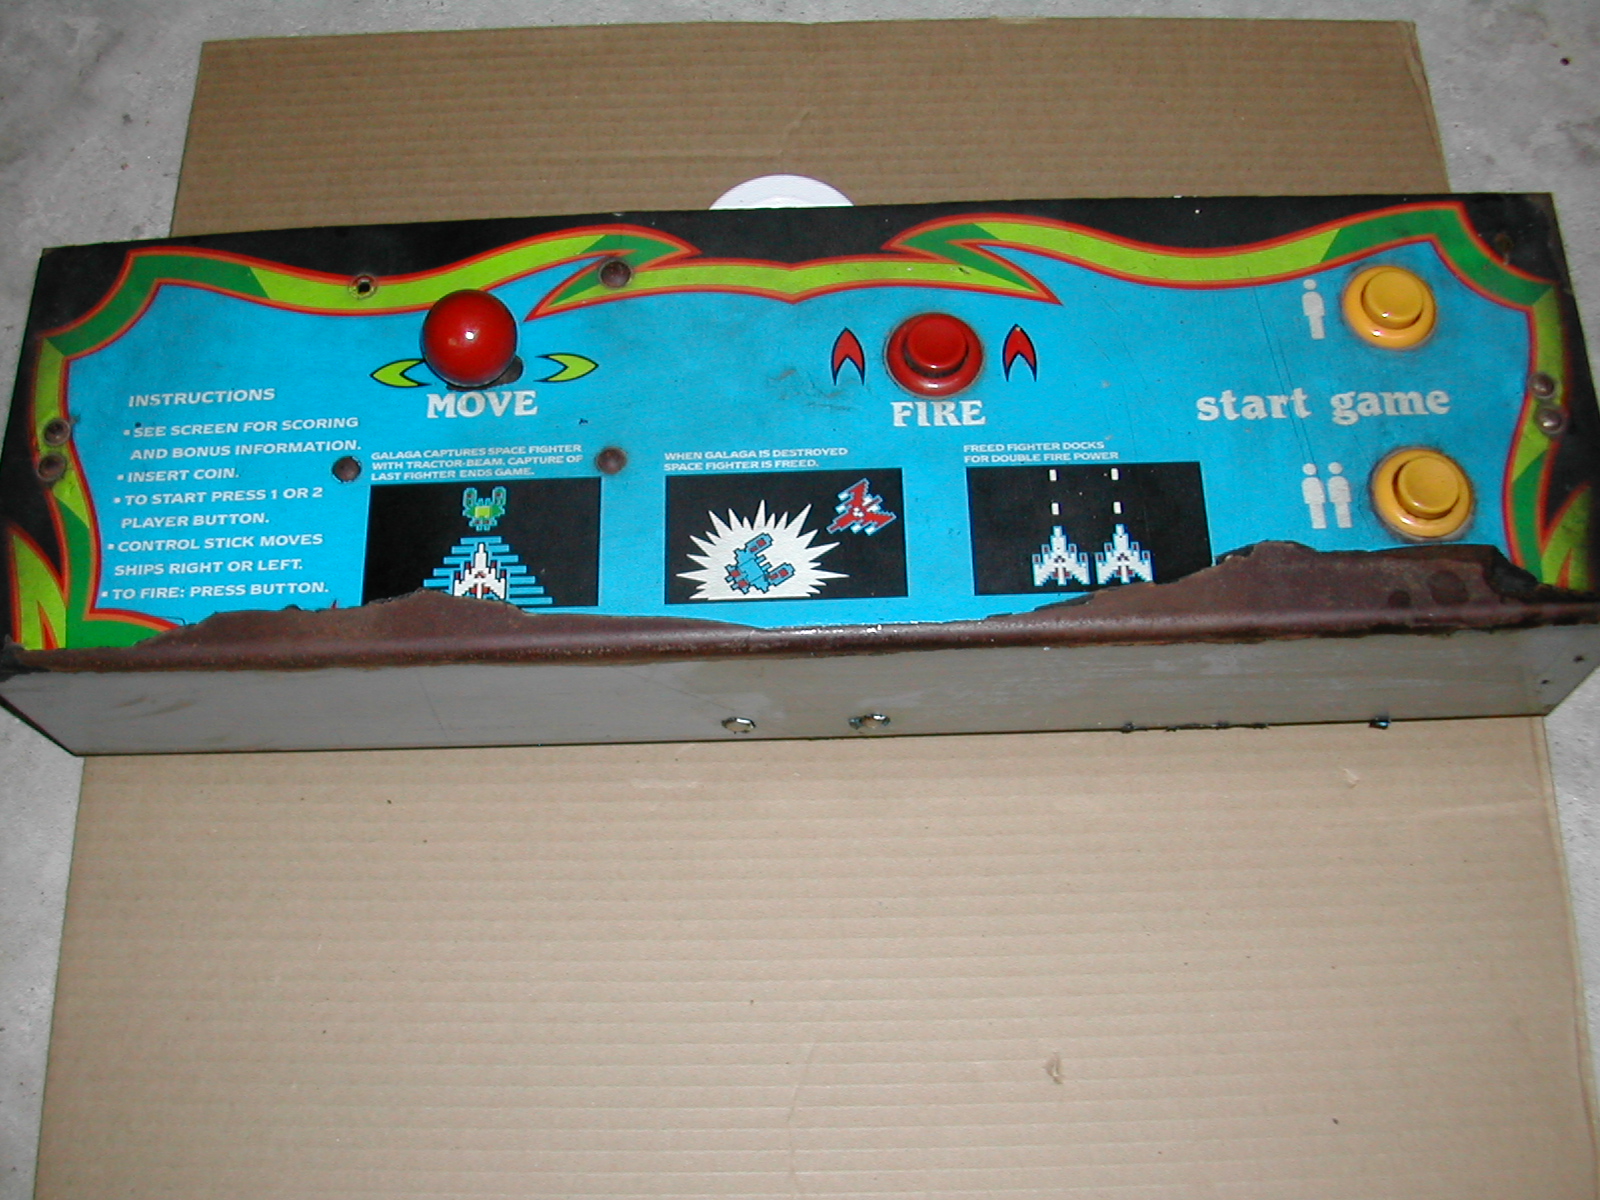 INSTRUCTIONS
▪ SEE SCREEN FOR SCORING
AND BONUS INFORMATION.
▪ INSERT COIN.
▪ TO START PRESS 1 OR 2
PLAYER BUTTON.
▪ CONTROL STICK MOVES
SHIPS RIGHT OR LEFT.
▪ TO FIRE: PRESS BUTTON.
MOVE
GALAGA CAPTURES SPACE FIGHTER
WITH TRACTOR-BEAM. CAPTURE OF
LAST FIGHTER ENDS GAME.
WHEN GALAGA IS DESTROYED
SPACE FIGHTER IS FREED.
FIRE
FREED FIGHTER DOCKS
FOR DOUBLE FIRE POWER
start game